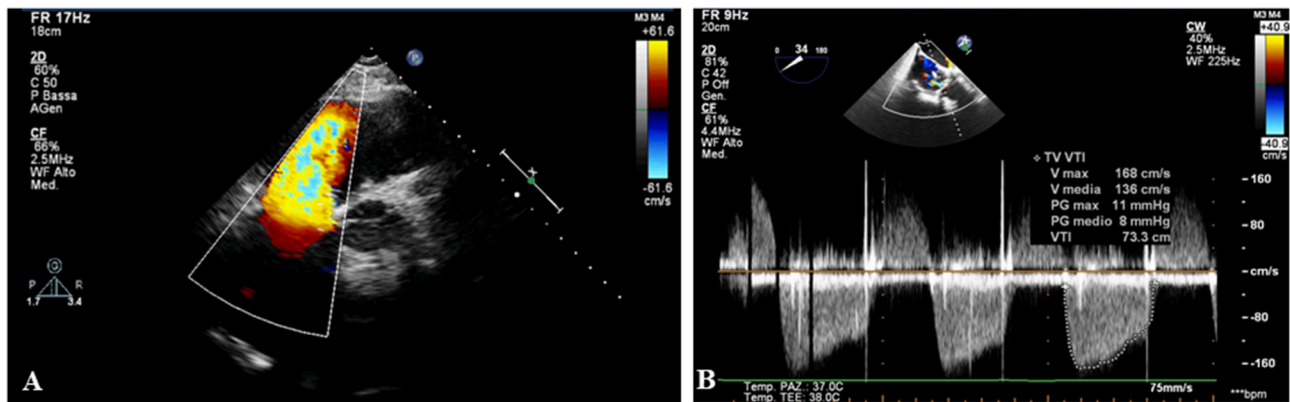 FR 17Hz
18cm
2D
60%
C 50
P Bassa
AGen
CF
66%
2.5MHz
WF Alto
Med.
M3 M4
+61.6
-61.6
cm/s
P
G
P R
1.7 3.4
A
FR 9Hz
20cm
2D
81%
C 42
P Off
Gen.
CF
61%
4.4MHz
WF Alto
Med.
0 34 180
CW
40%
2.5MHz
WF 225Hz
M3 M4
+40.9
-40.9
cm/s
TV VTI
V max 168 cm/s
V media 136 cm/s
PG max 11 mmHg
PG medio 8 mmHg
VTI 73.3 cm
160
80
cm/s
-80
-160
B
Temp. PAZ.: 37.0C
Temp. TEE: 38.0C
75mm/s
***bpm